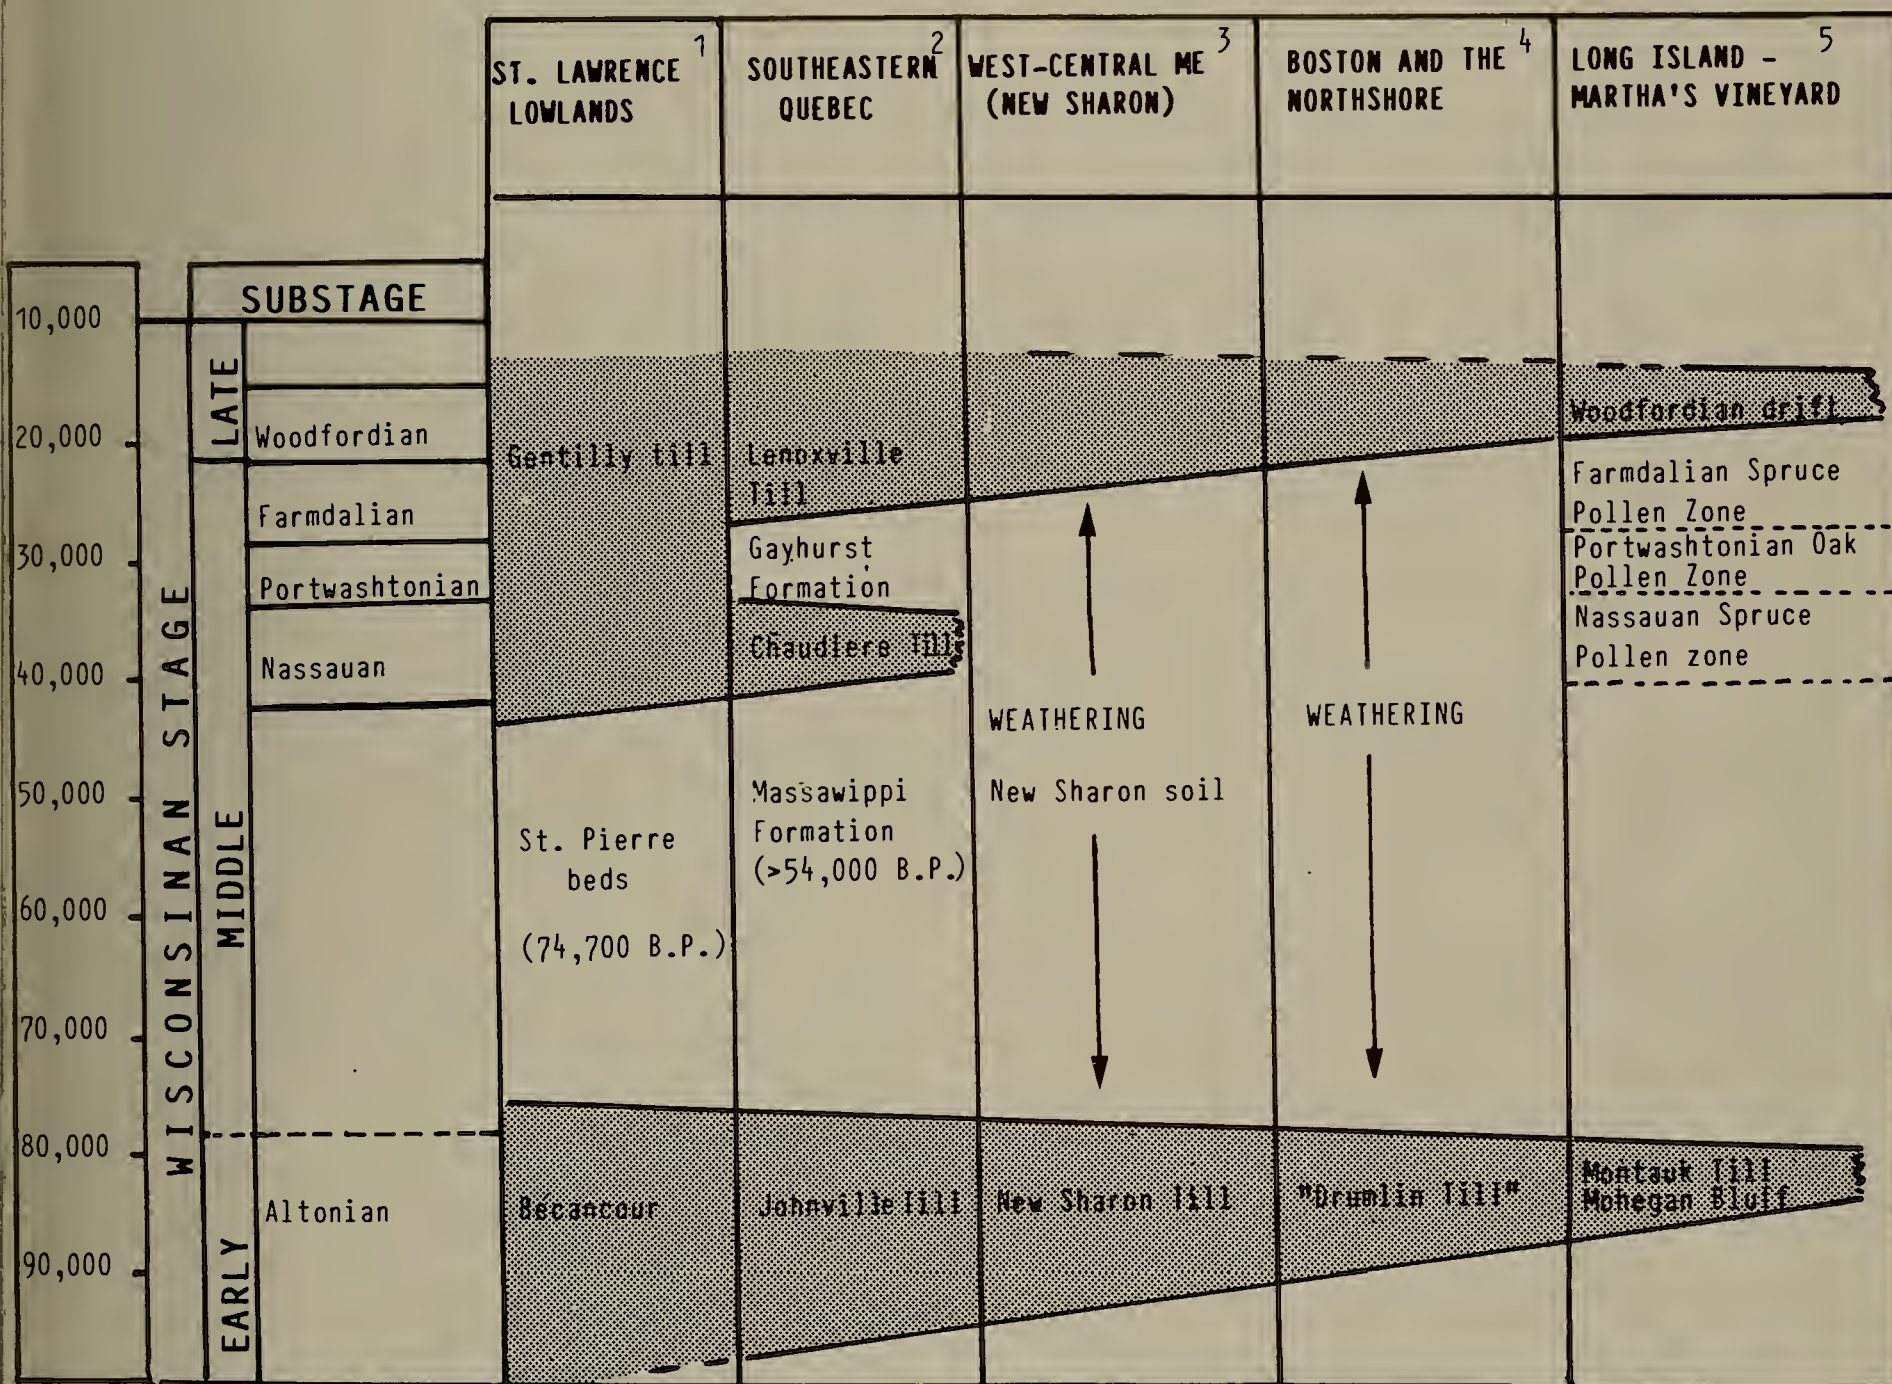 1
ST. LAWRENCE
LOWLANDS
2
SOUTHEASTERN
QUEBEC
3
WEST-CENTRAL ME
(NEW SHARON)
4
BOSTON AND THE
NORTHSHORE
5
LONG ISLAND -
MARTHA'S VINEYARD
SUBSTAGE
10,000
20,000
30,000
40,000
50,000
60,000
70,000
80,000
90,000
WISCONSINAN STAGE
LATE
MIDDLE
EARLY
Woodfordian
Farmdalian
Portwashtonian
Nassauan
Altonian
Gentilly till
St. Pierre
beds
(74,700 B.P.)
Bécancour
Lenoxville
Till
Gayhurst
Formation
Chaudiere Till
Massawippi
Formation
(>54,000 B.P.)
Johnville Till
WEATHERING
New Sharon soil
New Sharon Till
WEATHERING
"Drumlin Till"
Woodfordian drift
Farmdalian Spruce
Pollen Zone
Portwashtonian Oak
Pollen Zone
Nassauan Spruce
Pollen zone
Montauk Till
Mohegan Bluff